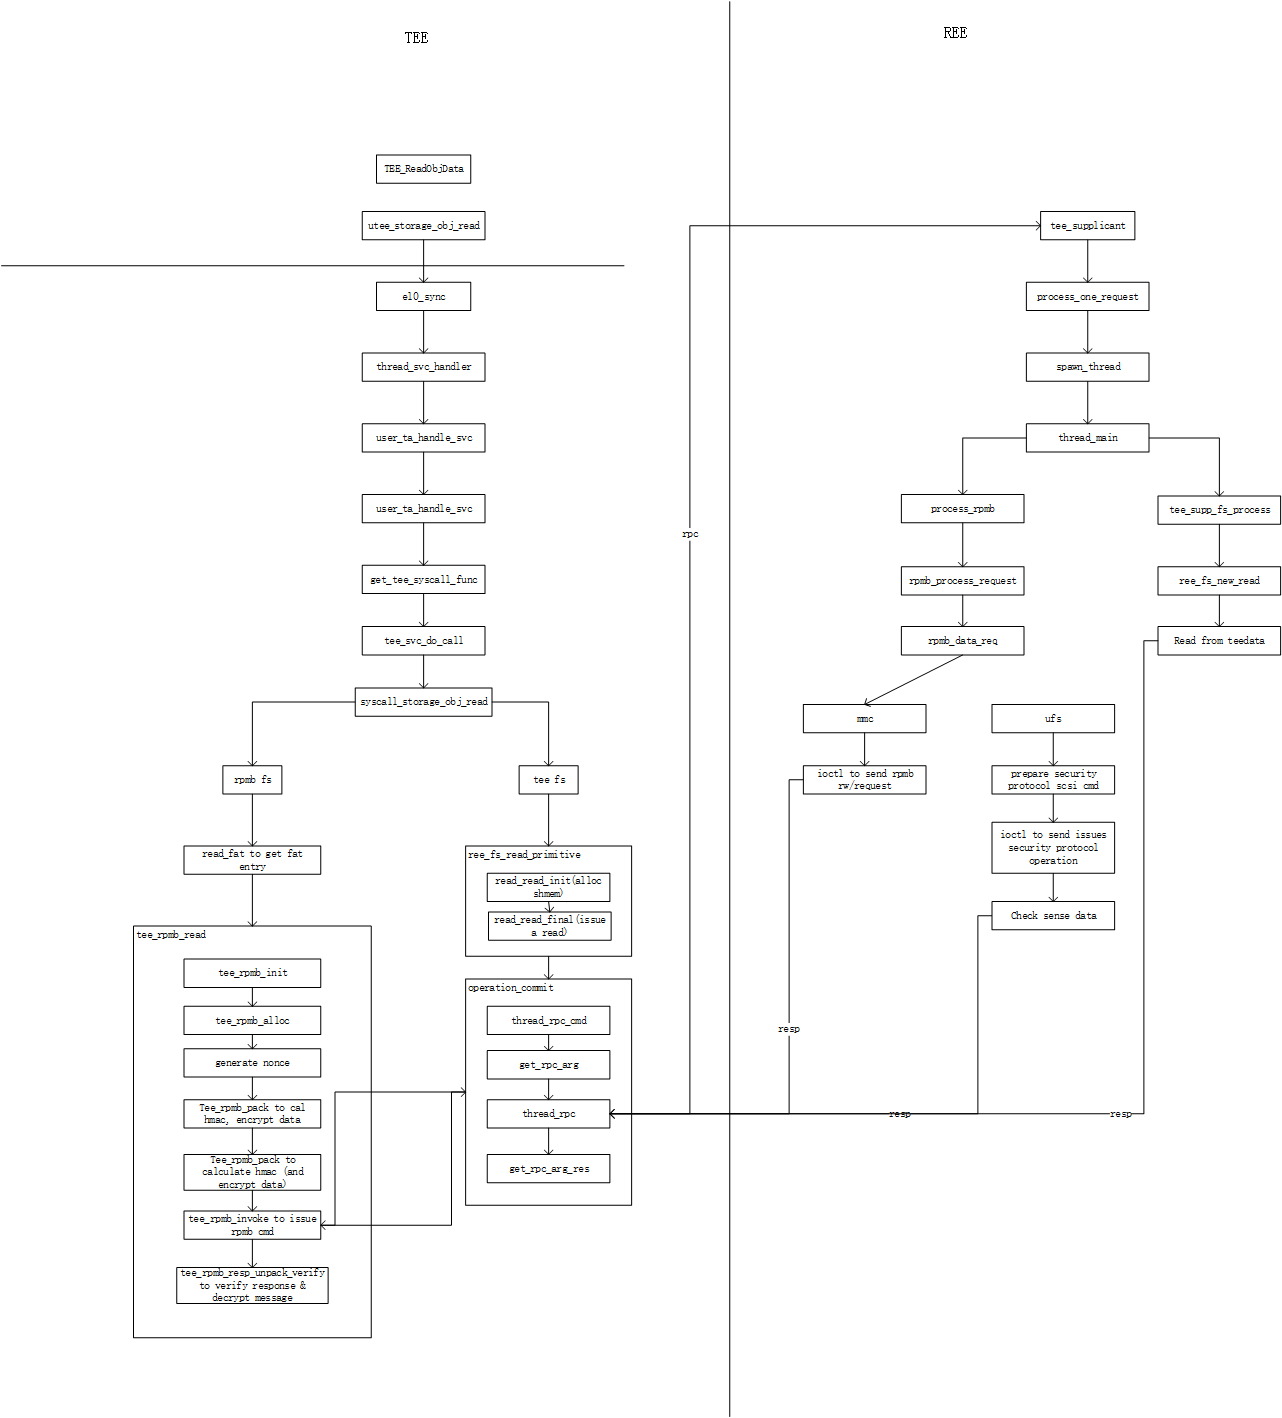 TEE
REE
TEE_ReadObjData
utee_storage_obj_read
el0_sync
thread_svc_handler
user_ta_handle_svc
user_ta_handle_svc
get_tee_syscall_func
tee_svc_do_call
syscall_storage_obj_read
rpmb fs
tee fs
read_fat to get fat
entry
tee_rpmb_read
tee_rpmb_init
tee_rpmb_alloc
generate nonce
Tee_rpmb_pack to cal
hmac, encrypt data
Tee_rpmb_pack to
calculate hmac (and
encrypt data)
tee_rpmb_invoke to issue
rpmb cmd
tee_rpmb_resp_unpack_verify
to verify response &
decrypt message
ree_fs_read_primitive
read_read_init(alloc
shmem)
read_read_final(issue
a read)
operation_commit
thread_rpc_cmd
get_rpc_arg
thread_rpc
get_rpc_arg_res
rpc
tee_supplicant
process_one_request
spawn_thread
thread_main
process_rpmb
rpmb_process_request
rpmb_data_req
mmc
ioctl to send rpmb
rw/request
ufs
prepare security
protocol scsi cmd
ioctl to send issues
security protocol
operation
Check sense data
tee_supp_fs_process
ree_fs_new_read
Read from teedata
resp
resp
resp